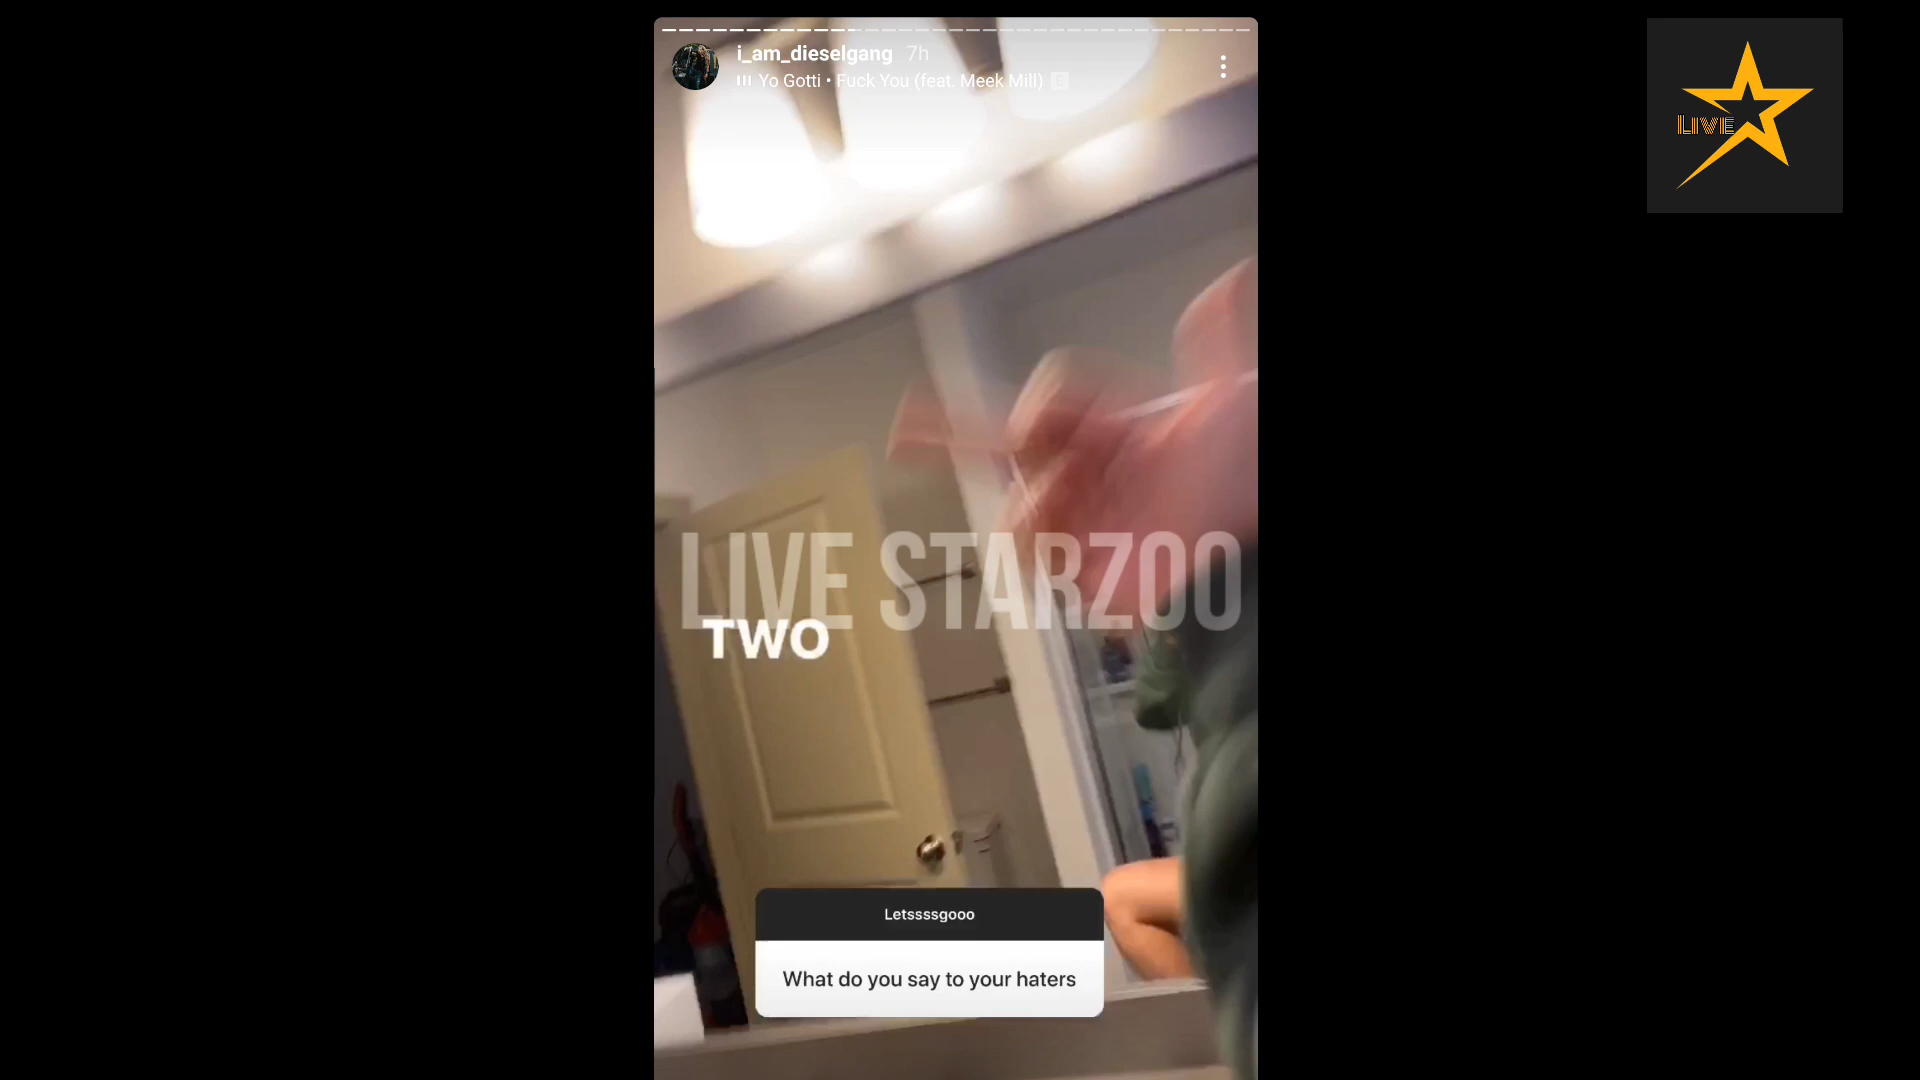 i_am_dieselgang 7h
Yo Gotti • Fuck You (feat. Meek Mill) E
LIVE
LIVE STARZOO
TWO
Letssssgooo
What do you say to your haters